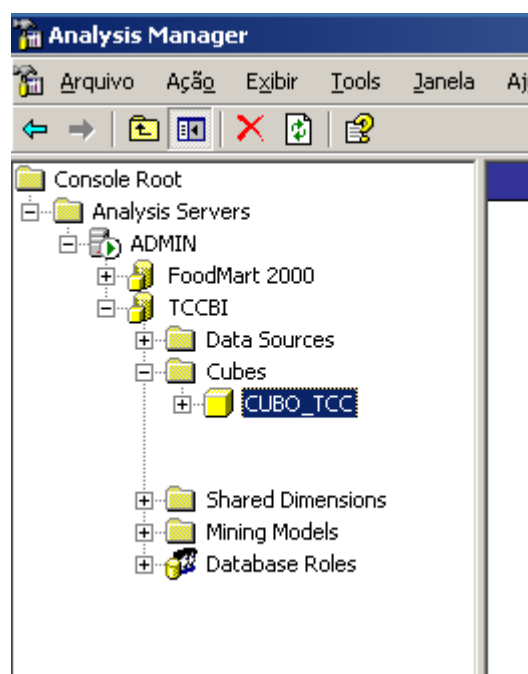 Analysis Manager
Arquivo Ação Exibir Tools Janela Aj
Console Root
Analysis Servers
ADMIN
FoodMart 2000
TCCBI
Data Sources
Cubes
CUBO_TCC
Shared Dimensions
Mining Models
Database Roles